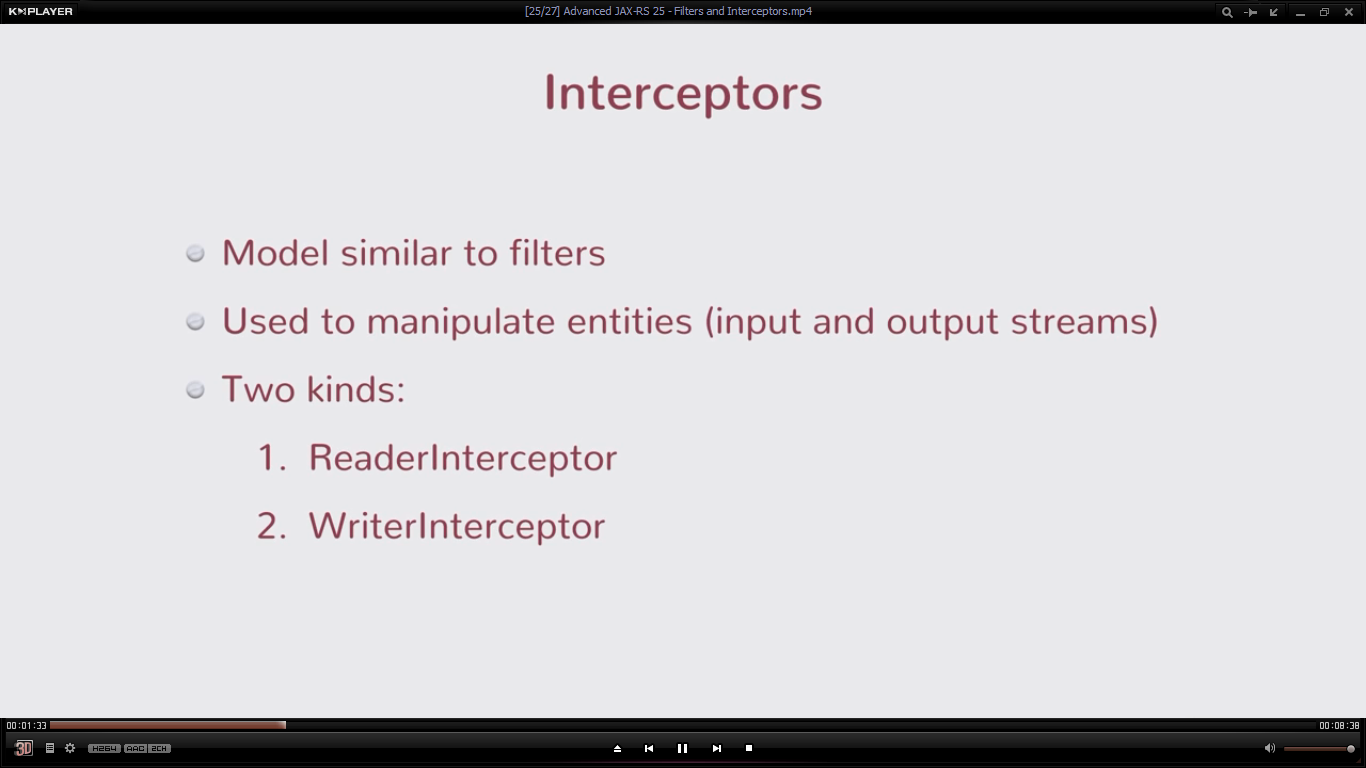 KMPLAYER
[25/27] Advanced JAX-RS 25 - Filters and Interceptors.mp4
Interceptors
Model similar to filters
Used to manipulate entities (input and output streams)
Two kinds:
1. ReaderInterceptor
2. WriterInterceptor
00:01:33
00:08:38
3D
H264 AAC 2CH